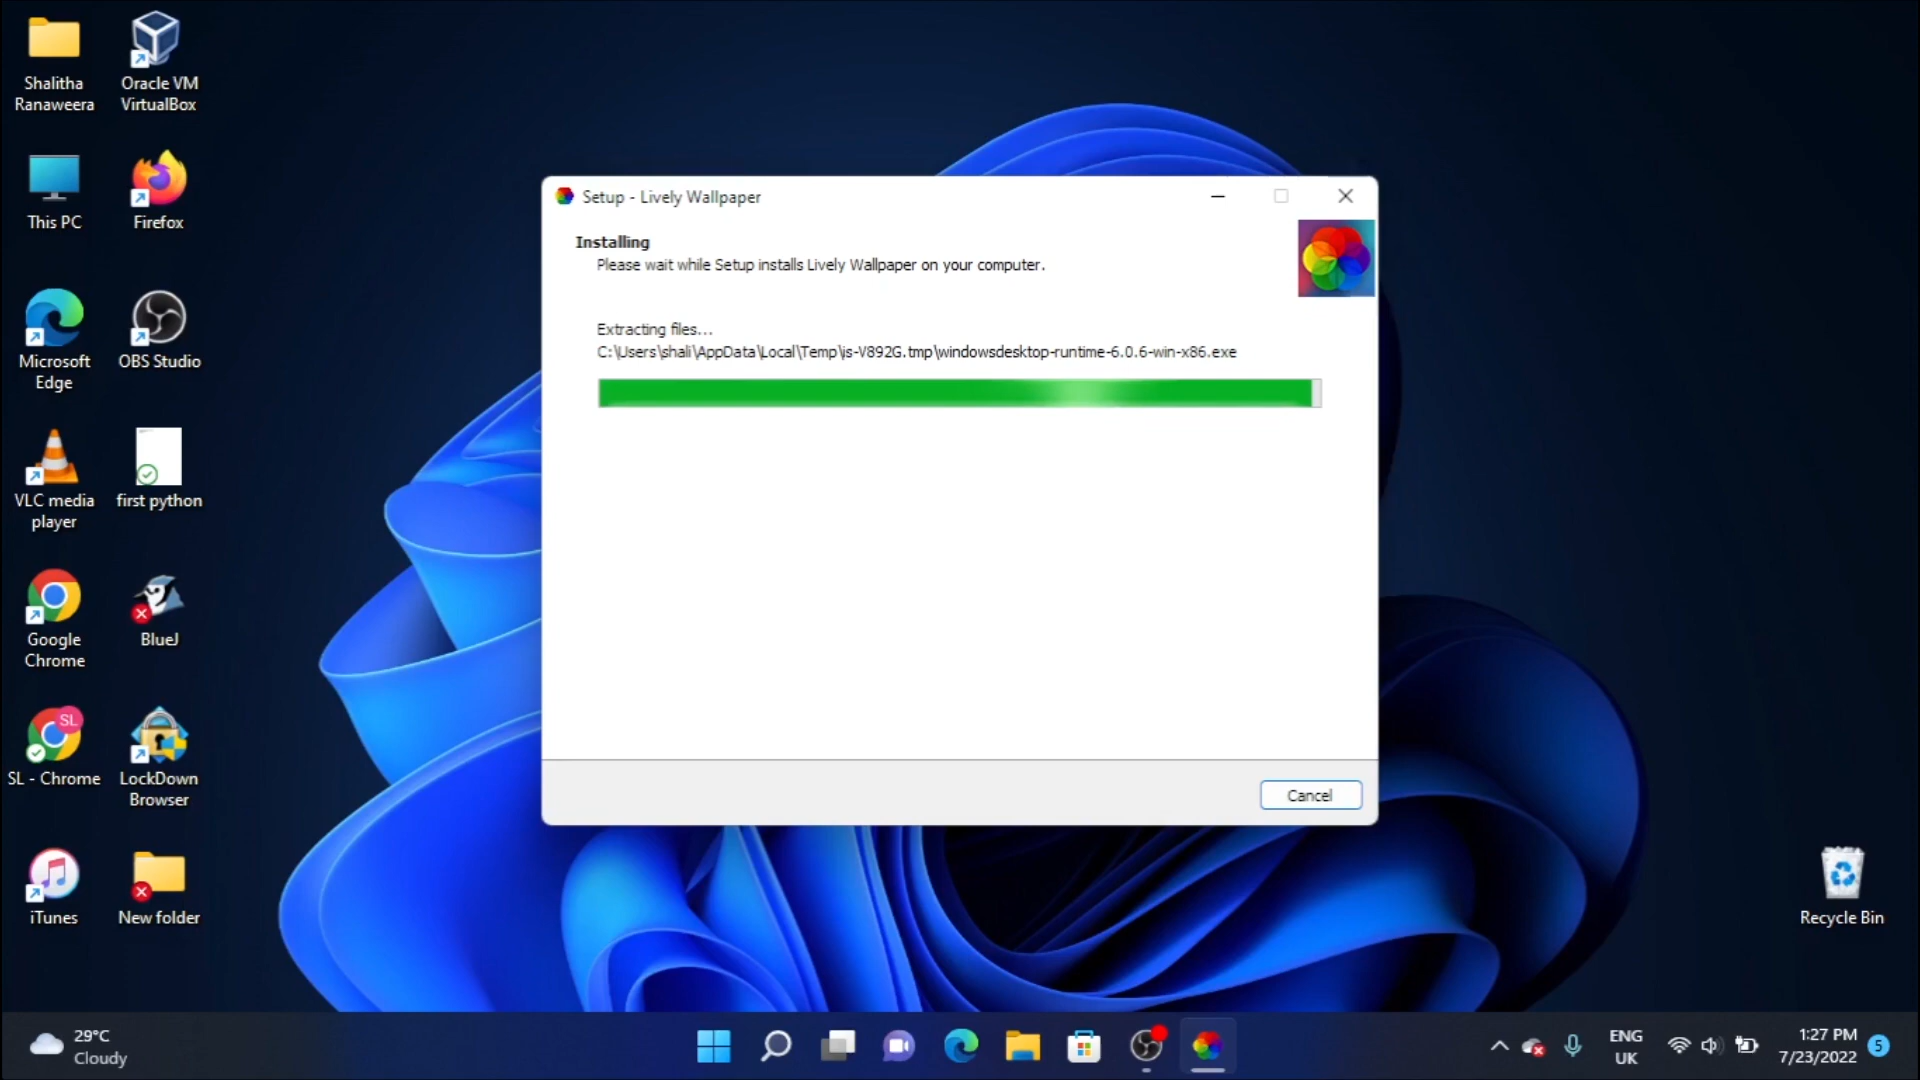 Shalitha
Ranaweera
Oracle VM
VirtualBox
This PC
Firefox
Microsoft
Edge
OBS Studio
VLC media
player
first python
Google
Chrome
BlueJ
SL
SL - Chrome
LockDown
Browser
iTunes
New folder
Setup - Lively Wallpaper
Installing
Please wait while Setup installs Lively Wallpaper on your computer.
Extracting files...
C:\Users\shali\AppData\Local\Temp\is-V892G.tmp\windowsdesktop-runtime-6.0.6-win-x86.exe
Cancel
Recycle Bin
29°C
Cloudy
ENG
UK
1:27 PM
7/23/2022
5